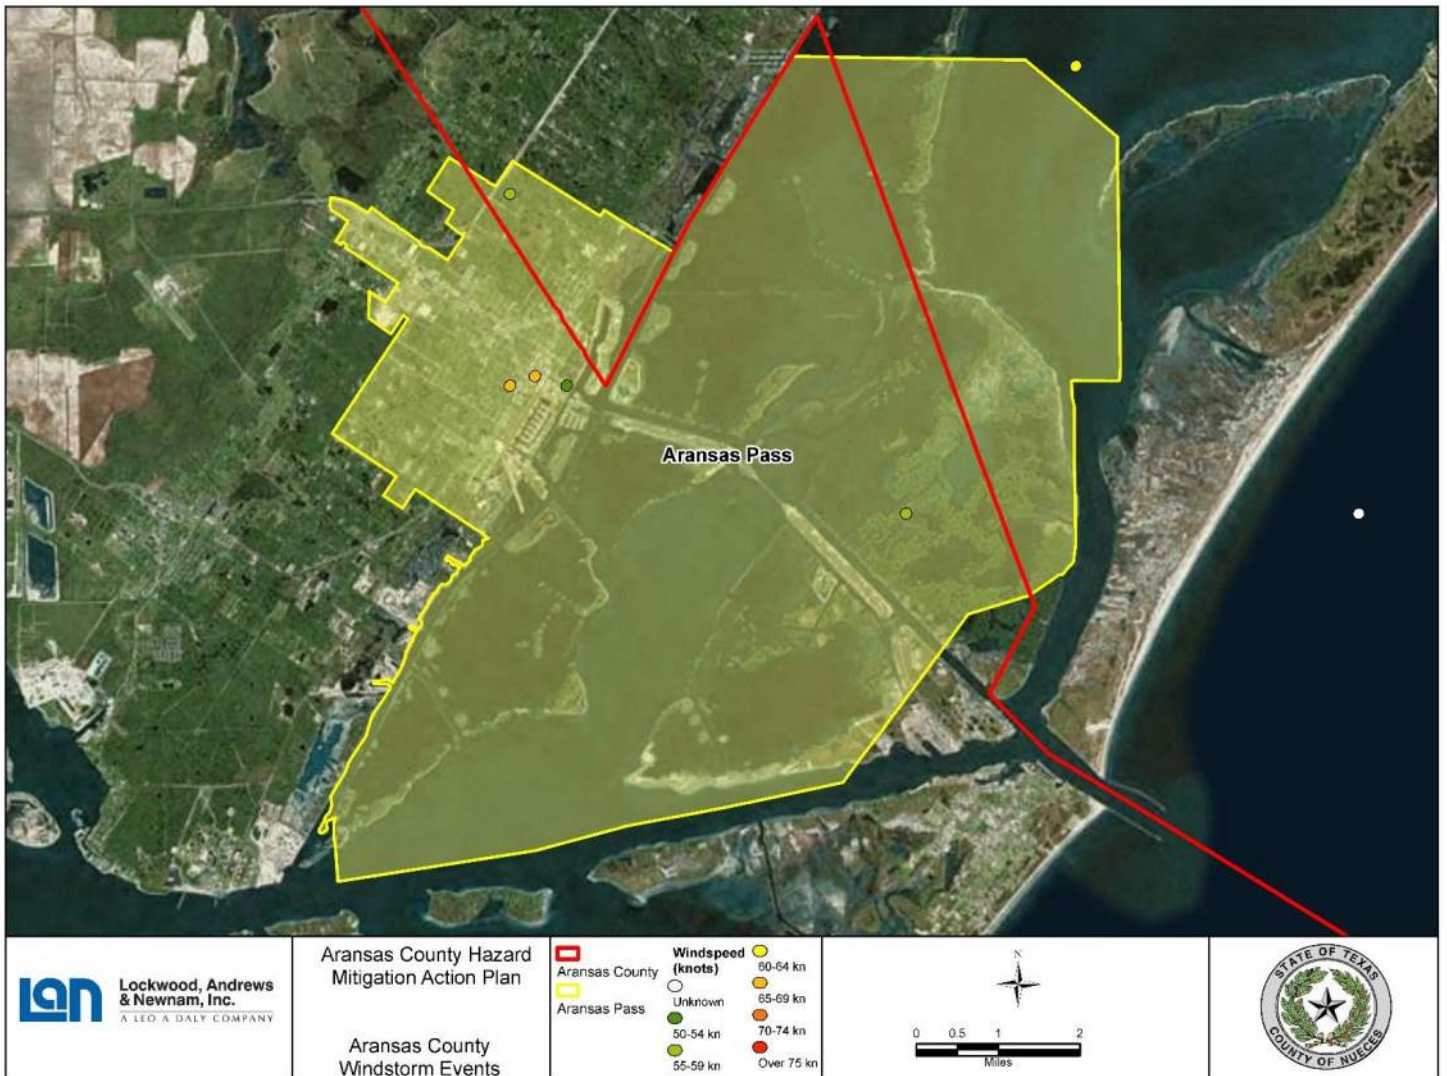 Aransas Pass
Lan
Lockwood, Andrews
& Newnam, Inc.
A LEO A DALY COMPANY
Aransas County Hazard
Mitigation Action Plan
Aransas County
Windstorm Events
Aransas County
Aransas Pass
Windspeed
(knots)
Unknown
50-54 kn
55-59 kn
60-64 kn
65-69 kn
70-74 kn
Over 75 kn
N
0 0.5 1 2
Miles
STATE OF TEXAS
COUNTY OF NUECES